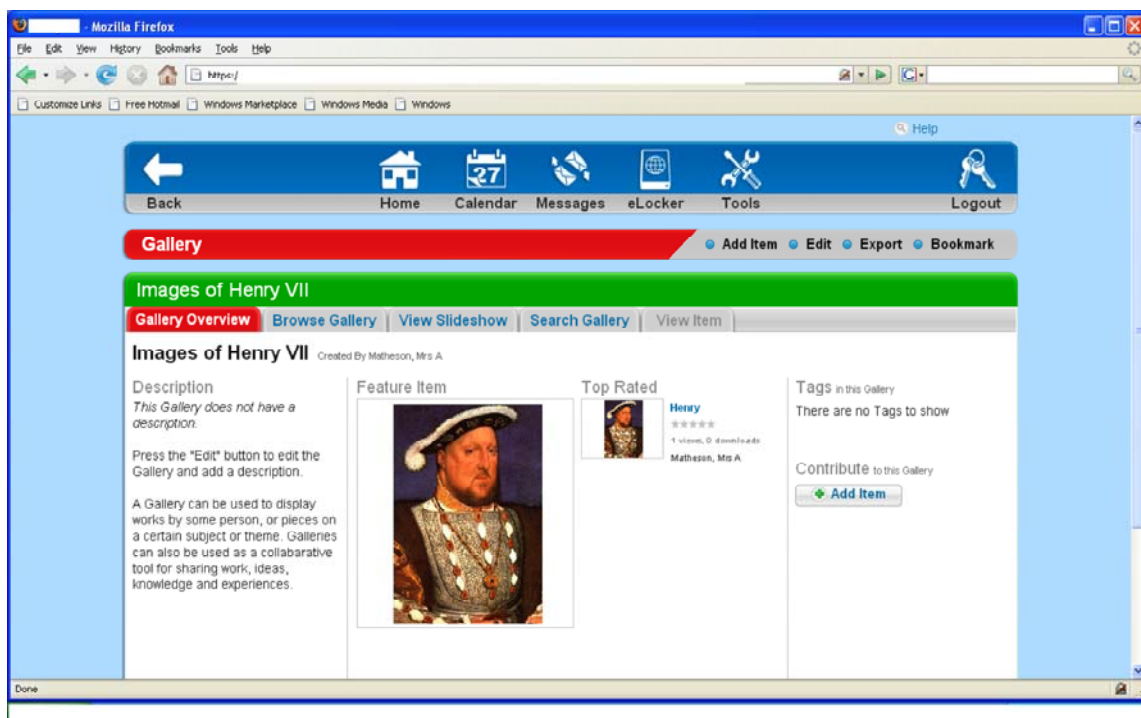 - Mozilla Firefox
File Edit View History Bookmarks Tools Help
https:/
Customize Links Free Hotmail Windows Marketplace Windows Media Windows
Help
27
Back Home Calendar Messages eLocker Tools Logout
Gallery Add Item Edit Export Bookmark
Images of Henry VII
Gallery Overview Browse Gallery View Slideshow Search Gallery View Item
Images of Henry VII Created By Matheson, Mrs A
Description
This Gallery does not have a
description.
Press the "Edit" button to edit the
Gallery and add a description.
A Gallery can be used to display
works by some person, or pieces on
a certain subject or theme. Galleries
can also be used as a collabarative
tool for sharing work, ideas,
knowledge and experiences.
Feature Item
Top Rated
Henry
1 views, 0 downloads
Matheson, Mrs A
Tags in this Gallery
There are no Tags to show
Contribute to this Gallery
Add Item
Done